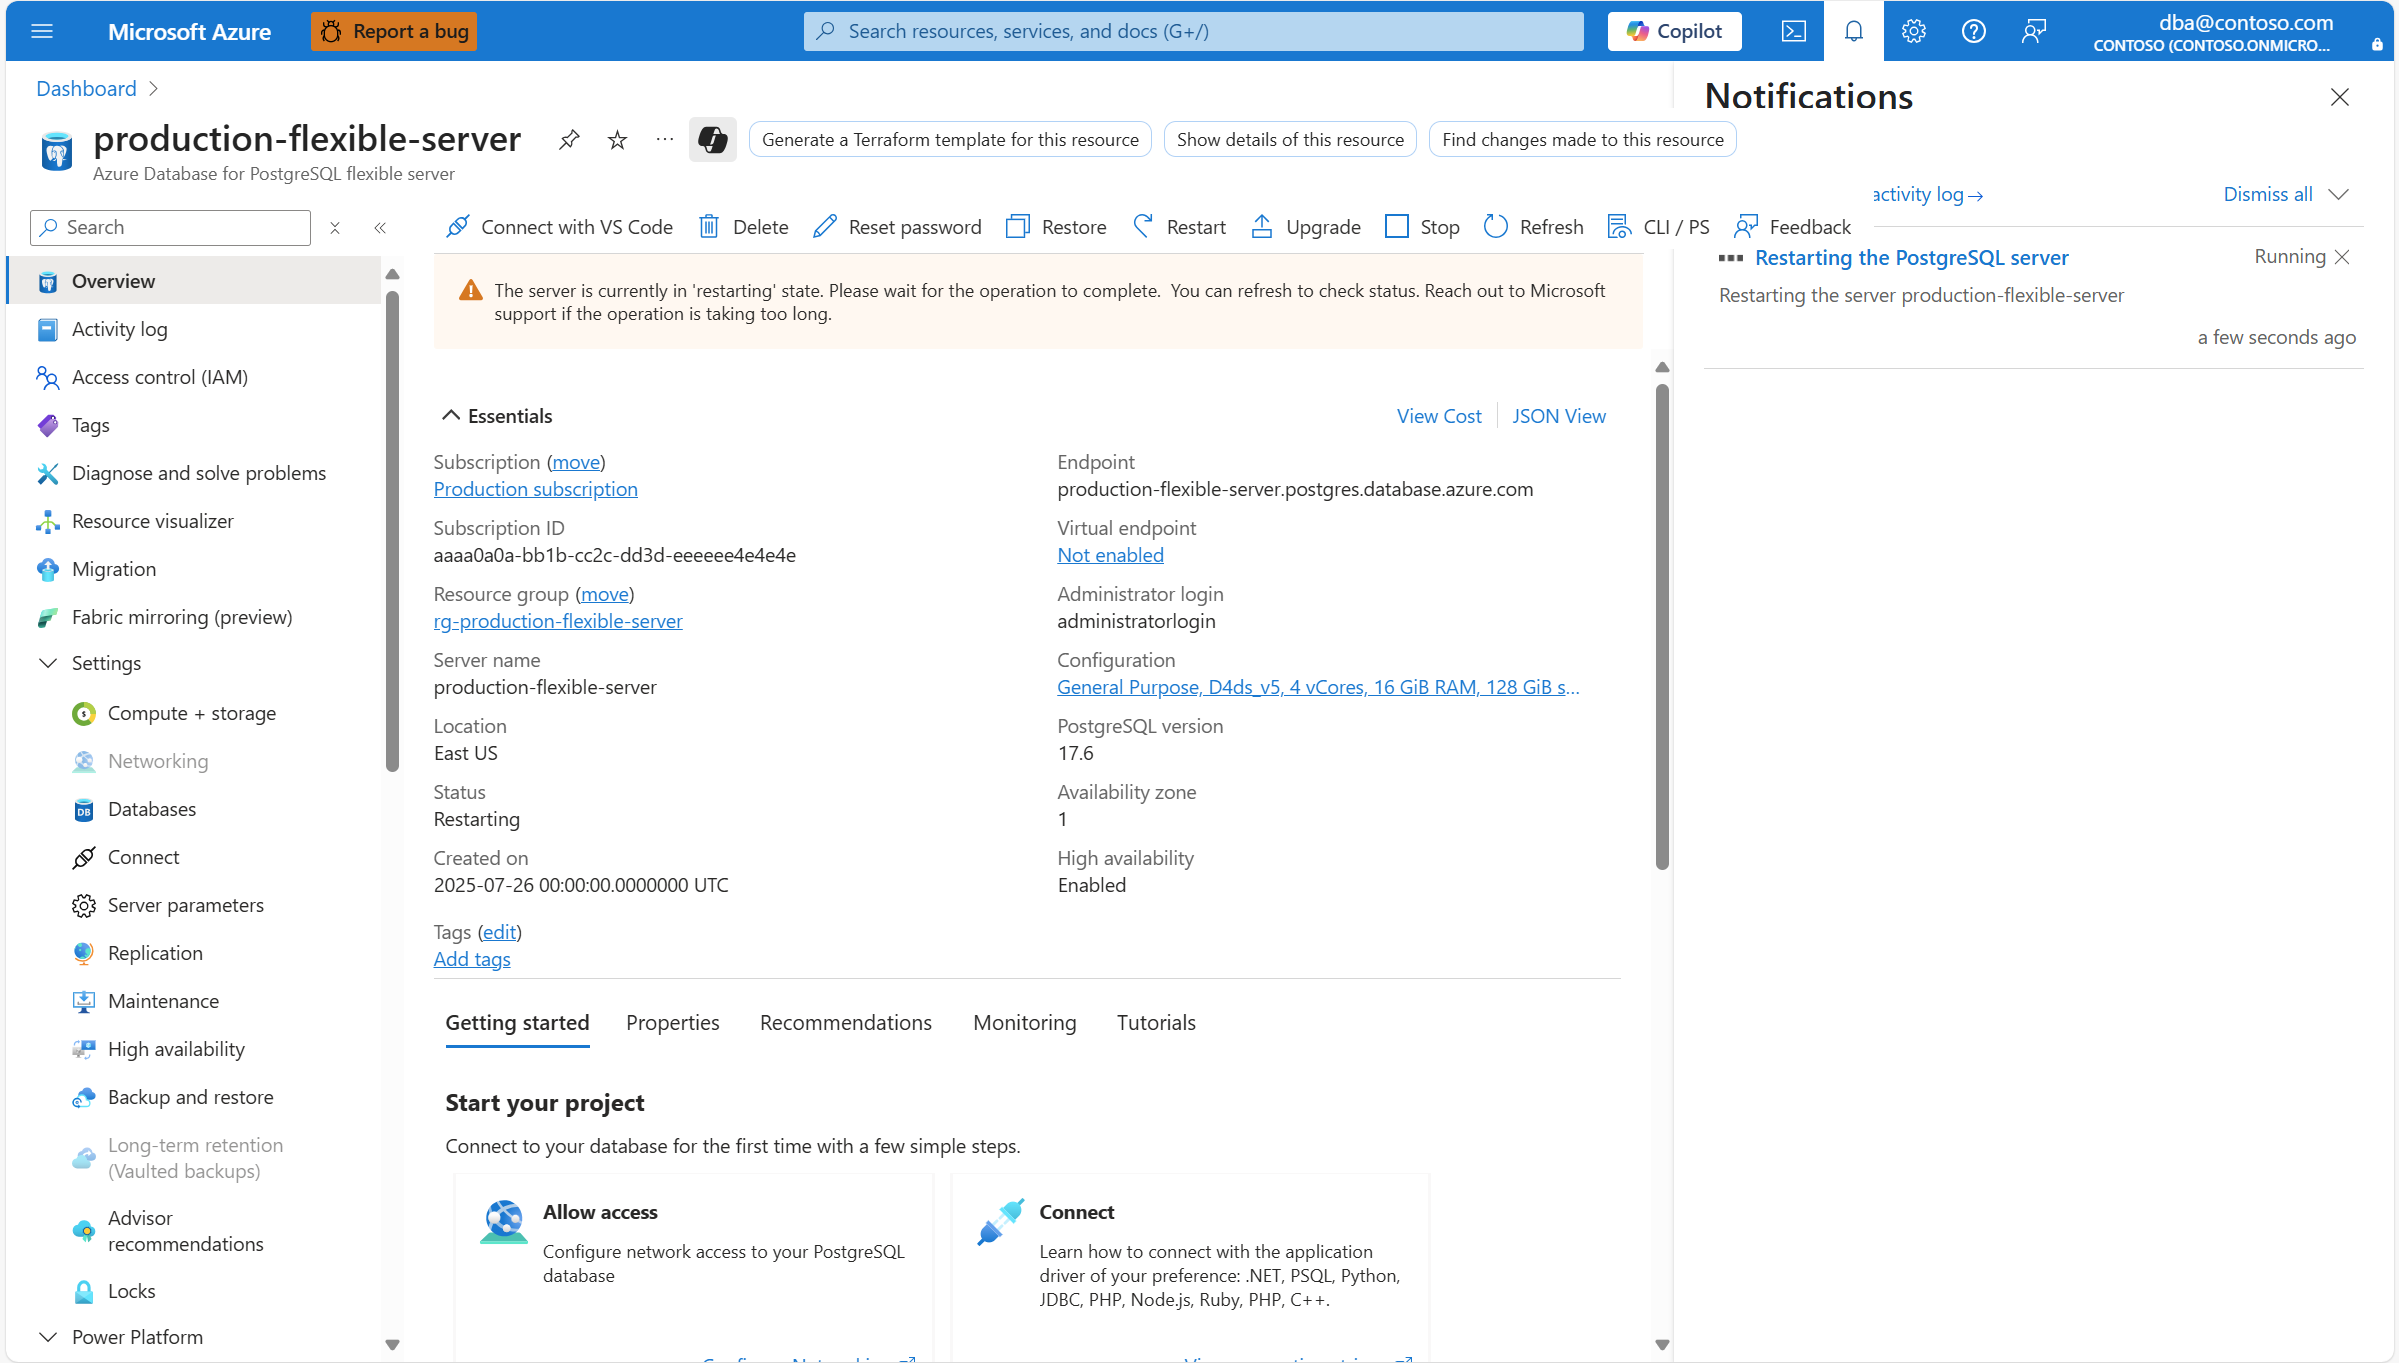 Microsoft Azure
Report a bug
Search resources, services, and docs (G+/)
Copilot
dba@contoso.com
CONTOSO (CONTOSO.ONMICRO...
Dashboard
production-flexible-server
Azure Database for PostgreSQL flexible server
Generate a Terraform template for this resource
Show details of this resource
Find changes made to this resource
Search
Connect with VS Code
Delete
Reset password
Restore
Restart
Upgrade
Stop
Refresh
CLI / PS
Feedback
Overview
Activity log
Access control (IAM)
Tags
Diagnose and solve problems
Resource visualizer
Migration
Fabric mirroring (preview)
Settings
Compute + storage
Networking
Databases
Connect
Server parameters
Replication
Maintenance
High availability
Backup and restore
Long-term retention
(Vaulted backups)
Advisor
recommendations
Locks
Power Platform
The server is currently in 'restarting' state. Please wait for the operation to complete.  You can refresh to check status. Reach out to Microsoft
support if the operation is taking too long.
Essentials
View Cost
JSON View
Subscription (move)
Production subscription
Subscription ID
aaaa0a0a-bb1b-cc2c-dd3d-eeeeee4e4e4e
Resource group (move)
rg-production-flexible-server
Server name
production-flexible-server
Location
East US
Status
Restarting
Created on
2025-07-26 00:00:00.0000000 UTC
Tags (edit)
Add tags
Endpoint
production-flexible-server.postgres.database.azure.com
Virtual endpoint
Not enabled
Administrator login
administratorlogin
Configuration
General Purpose, D4ds_v5, 4 vCores, 16 GiB RAM, 128 GiB s...
PostgreSQL version
17.6
Availability zone
1
High availability
Enabled
Getting started
Properties
Recommendations
Monitoring
Tutorials
Start your project
Connect to your database for the first time with a few simple steps.
Allow access
Configure network access to your PostgreSQL
database
Connect
Learn how to connect with the application
driver of your preference: .NET, PSQL, Python,
JDBC, PHP, Node.js, Ruby, PHP, C++.
Notifications
activity log→
Dismiss all
Restarting the PostgreSQL server
Running
Restarting the server production-flexible-server
a few seconds ago